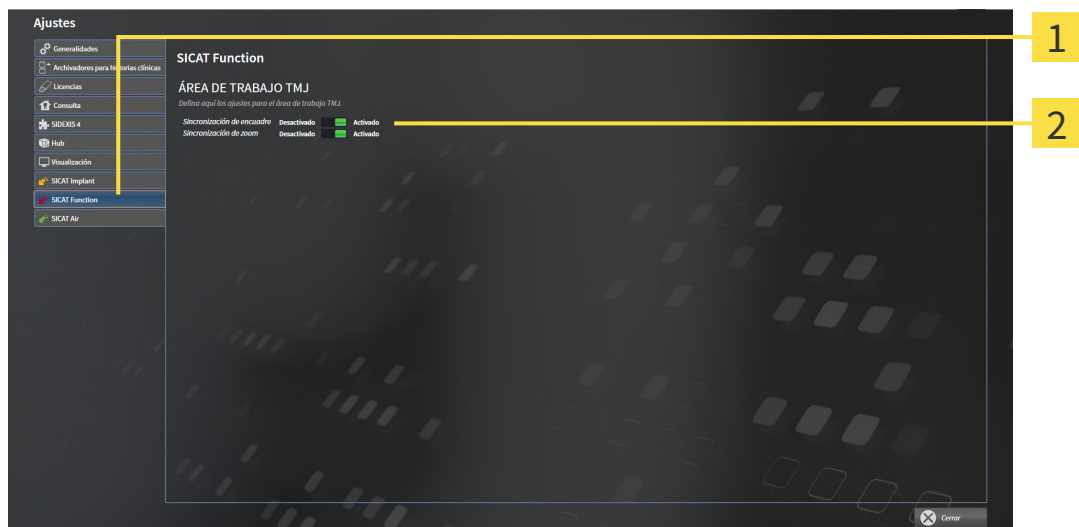 Ajustes
Generalidades
Archivadores para historias clínicas
Licencias
Consulta
SIDEXIS 4
Hub
Visualización
SICAT Implant
SICAT Function
SICAT Air
SICAT Function
ÁREA DE TRABAJO TMJ
Defina aquí los ajustes para el área de trabajo TMJ.
Sincronización de encuadre Desactivado Activado
Sincronización de zoom Desactivado Activado
Cerrar
1
2